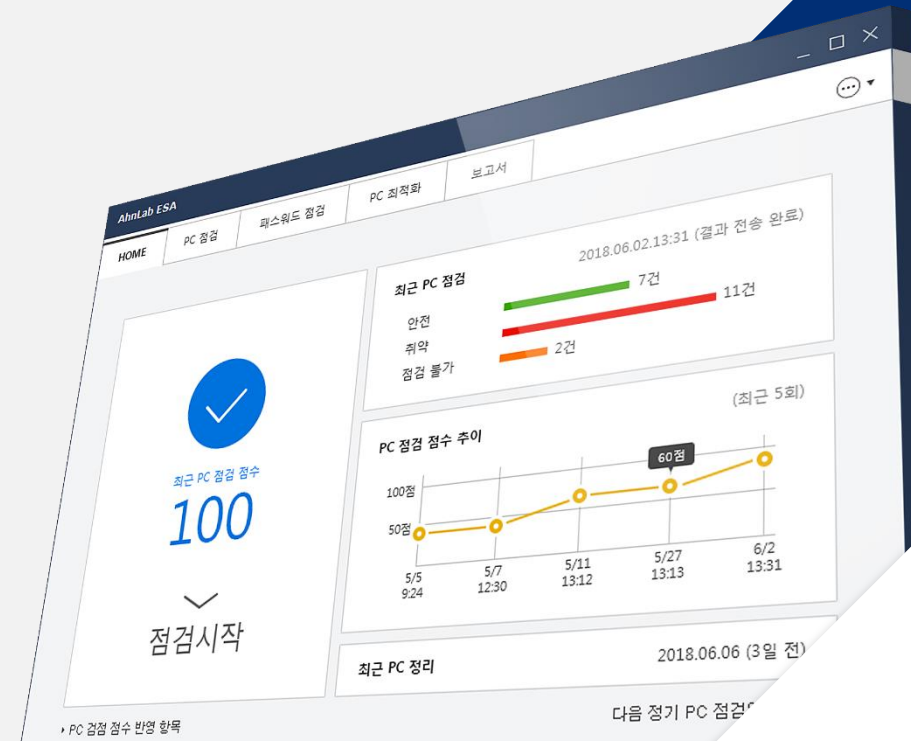 AhnLab ESA
HOME
PC 점검
패스워드 점검
PC 최적화
보고서
최근 PC 점검 점수
100
점검시작
▸ PC 검점 점수 반영 항목
최근 PC 점검
2018.06.02.13:31 (결과 전송 완료)
안전
7건
취약
11건
점검 불가
2건
PC 점검 점수 추이
(최근 5회)
100점
50점
60점
5/5
9:24
5/7
12:30
5/11
13:12
5/27
13:13
6/2
13:31
최근 PC 정리
2018.06.06 (3일 전)
다음 정기 PC 점검